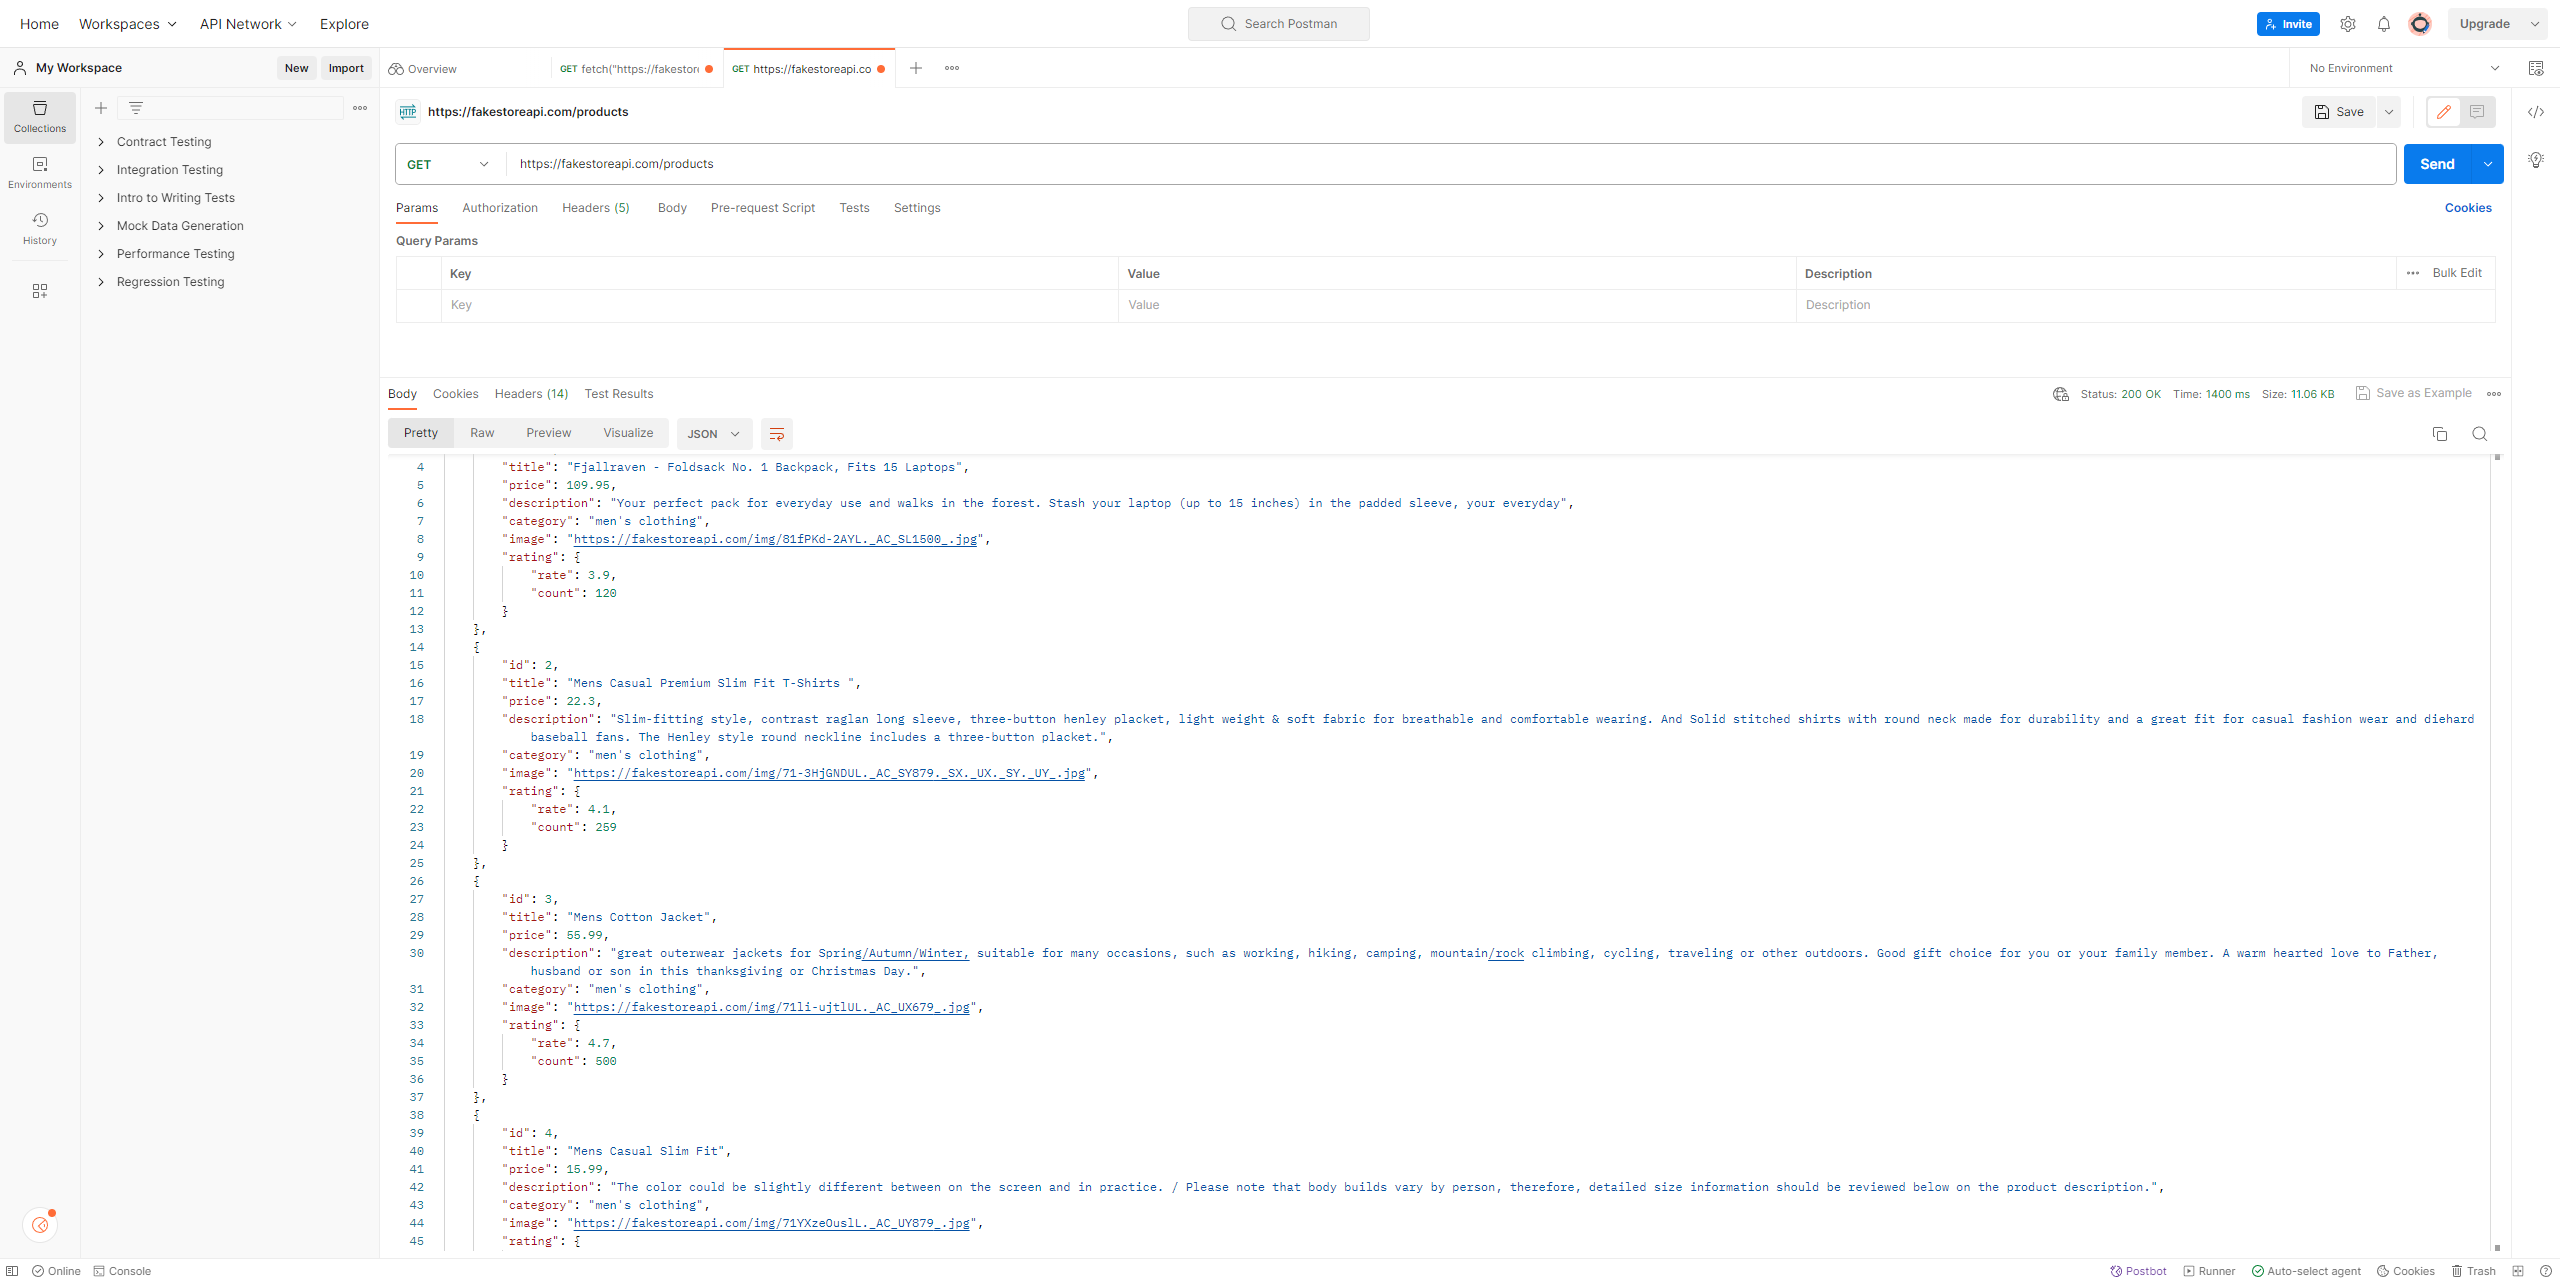 Home Workspaces API Network Explore Search Postman Invite Upgrade
My Workspace New Import Overview GET fetch("https://fakestore GET https://fakestoreapi.co No Environment
HTTP https://fakestoreapi.com/products Save
Collections
Contract Testing
Integration Testing
Intro to Writing Tests
Mock Data Generation
Performance Testing
Regression Testing
Environments
History
GET https://fakestoreapi.com/products Send
Params Authorization Headers (5) Body Pre-request Script Tests Settings Cookies
Query Params
Key Value Description Bulk Edit
Key Value Description
Body Cookies Headers (14) Test Results Status: 200 OK Time: 1400 ms Size: 11.06 KB Save as Example
Pretty Raw Preview Visualize JSON
4 "title": "Fjallraven - Foldsack No. 1 Backpack, Fits 15 Laptops",
5 "price": 109.95,
6 "description": "Your perfect pack for everyday use and walks in the forest. Stash your laptop (up to 15 inches) in the padded sleeve, your everyday",
7 "category": "men's clothing",
8 "image": "https://fakestoreapi.com/img/81fPKd-2AYL._AC_SL1500_.jpg",
9 "rating": {
10 "rate": 3.9,
11 "count": 120
12 }
13 },
14 {
15 "id": 2,
16 "title": "Mens Casual Premium Slim Fit T-Shirts ",
17 "price": 22.3,
18 "description": "Slim-fitting style, contrast raglan long sleeve, three-button henley placket, light weight & soft fabric for breathable and comfortable wearing. And Solid stitched shirts with round neck made for durability and a great fit for casual fashion wear and diehard
baseball fans. The Henley style round neckline includes a three-button placket.",
19 "category": "men's clothing",
20 "image": "https://fakestoreapi.com/img/71-3HjGNDUL._AC_SY879._SX._UX._SY._UY_.jpg",
21 "rating": {
22 "rate": 4.1,
23 "count": 259
24 }
25 },
26 {
27 "id": 3,
28 "title": "Mens Cotton Jacket",
29 "price": 55.99,
30 "description": "great outerwear jackets for Spring/Autumn/Winter, suitable for many occasions, such as working, hiking, camping, mountain/rock climbing, cycling, traveling or other outdoors. Good gift choice for you or your family member. A warm hearted love to Father,
husband or son in this thanksgiving or Christmas Day.",
31 "category": "men's clothing",
32 "image": "https://fakestoreapi.com/img/71li-ujtlUL._AC_UX679_.jpg",
33 "rating": {
34 "rate": 4.7,
35 "count": 500
36 }
37 },
38 {
39 "id": 4,
40 "title": "Mens Casual Slim Fit",
41 "price": 15.99,
42 "description": "The color could be slightly different between on the screen and in practice. / Please note that body builds vary by person, therefore, detailed size information should be reviewed below on the product description.",
43 "category": "men's clothing",
44 "image": "https://fakestoreapi.com/img/71YXzeOuslL._AC_UY879_.jpg",
45 "rating": {
Online Console Postbot Runner Auto-select agent Cookies Trash